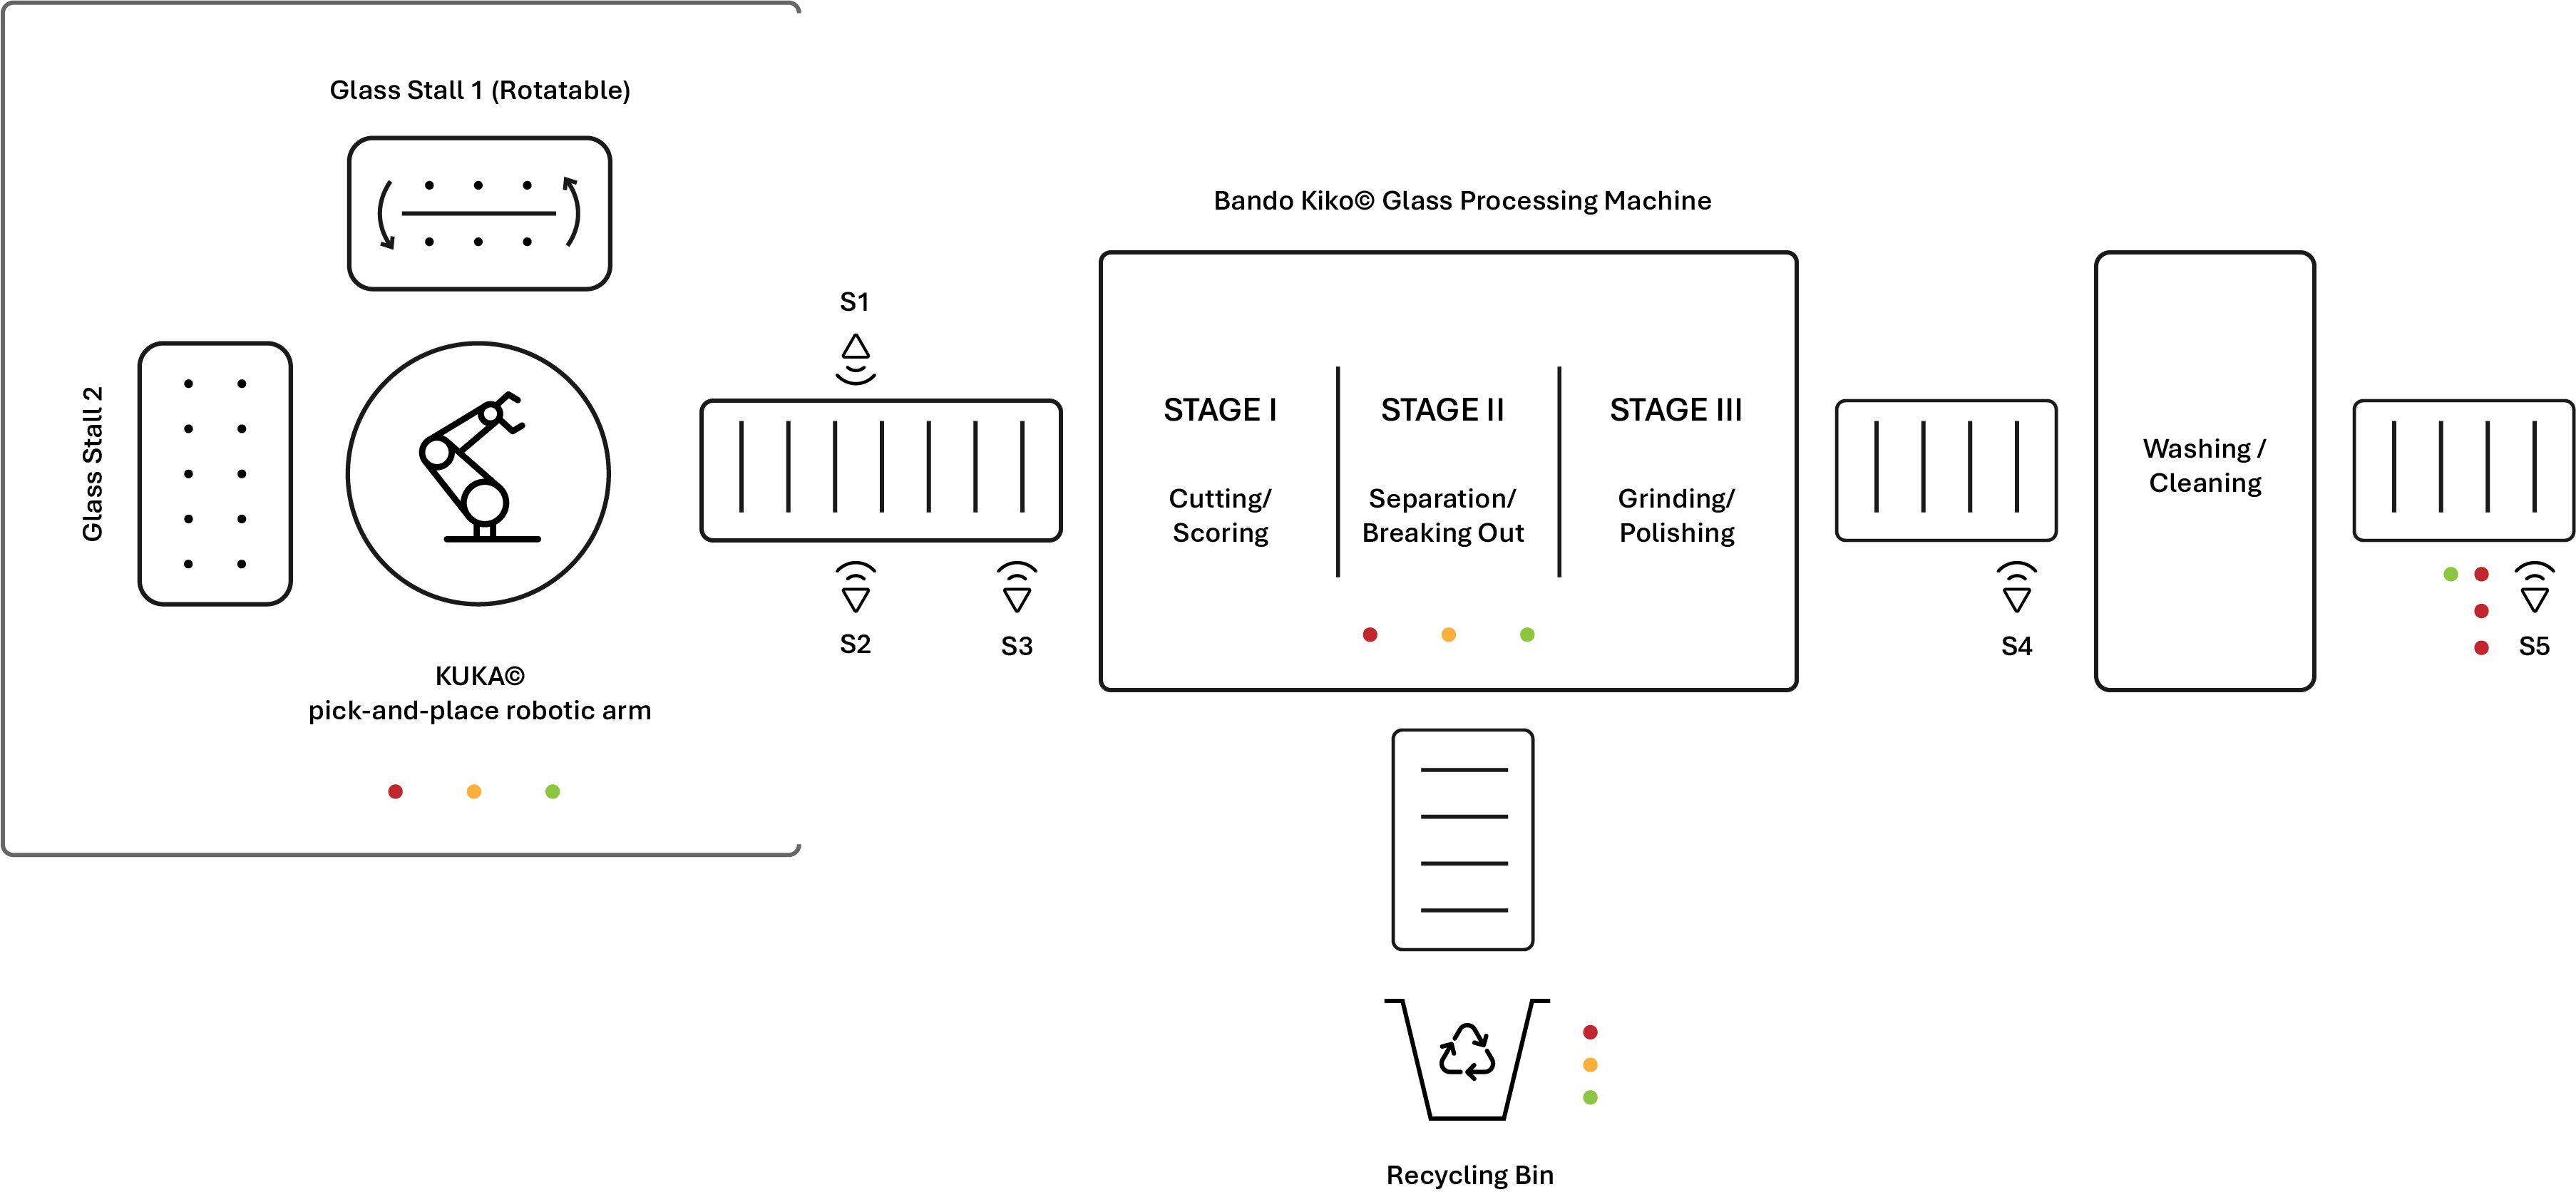 Glass Stall 1 (Rotatable)
Glass Stall 2
KUKA©
pick-and-place robotic arm
S1
S2
S3
Bando Kiko© Glass Processing Machine
STAGE I
Cutting/
Scoring
STAGE II
Separation/
Breaking Out
STAGE III
Grinding/
Polishing
S4
Washing /
Cleaning
S5
Recycling Bin